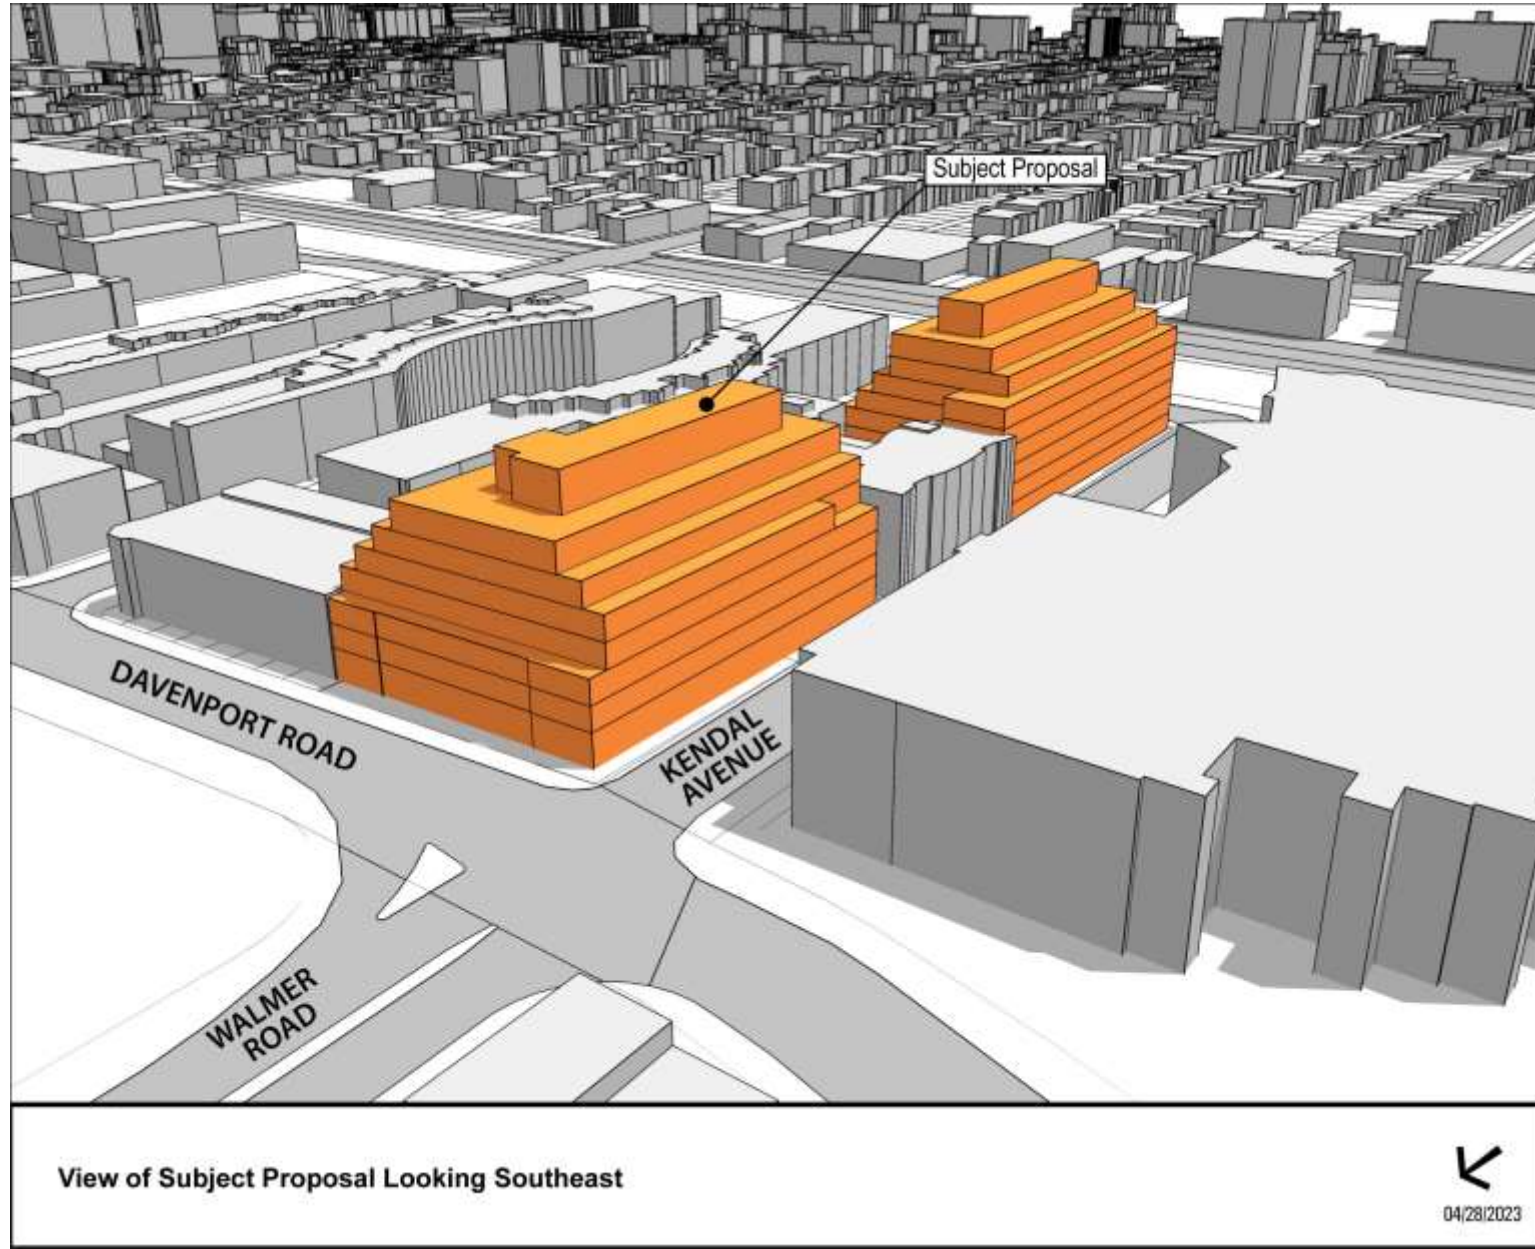 Subject Proposal
DAVENPORT ROAD
KENDAL
AVENUE
WALMER
ROAD
View of Subject Proposal Looking Southeast
04/28/2023